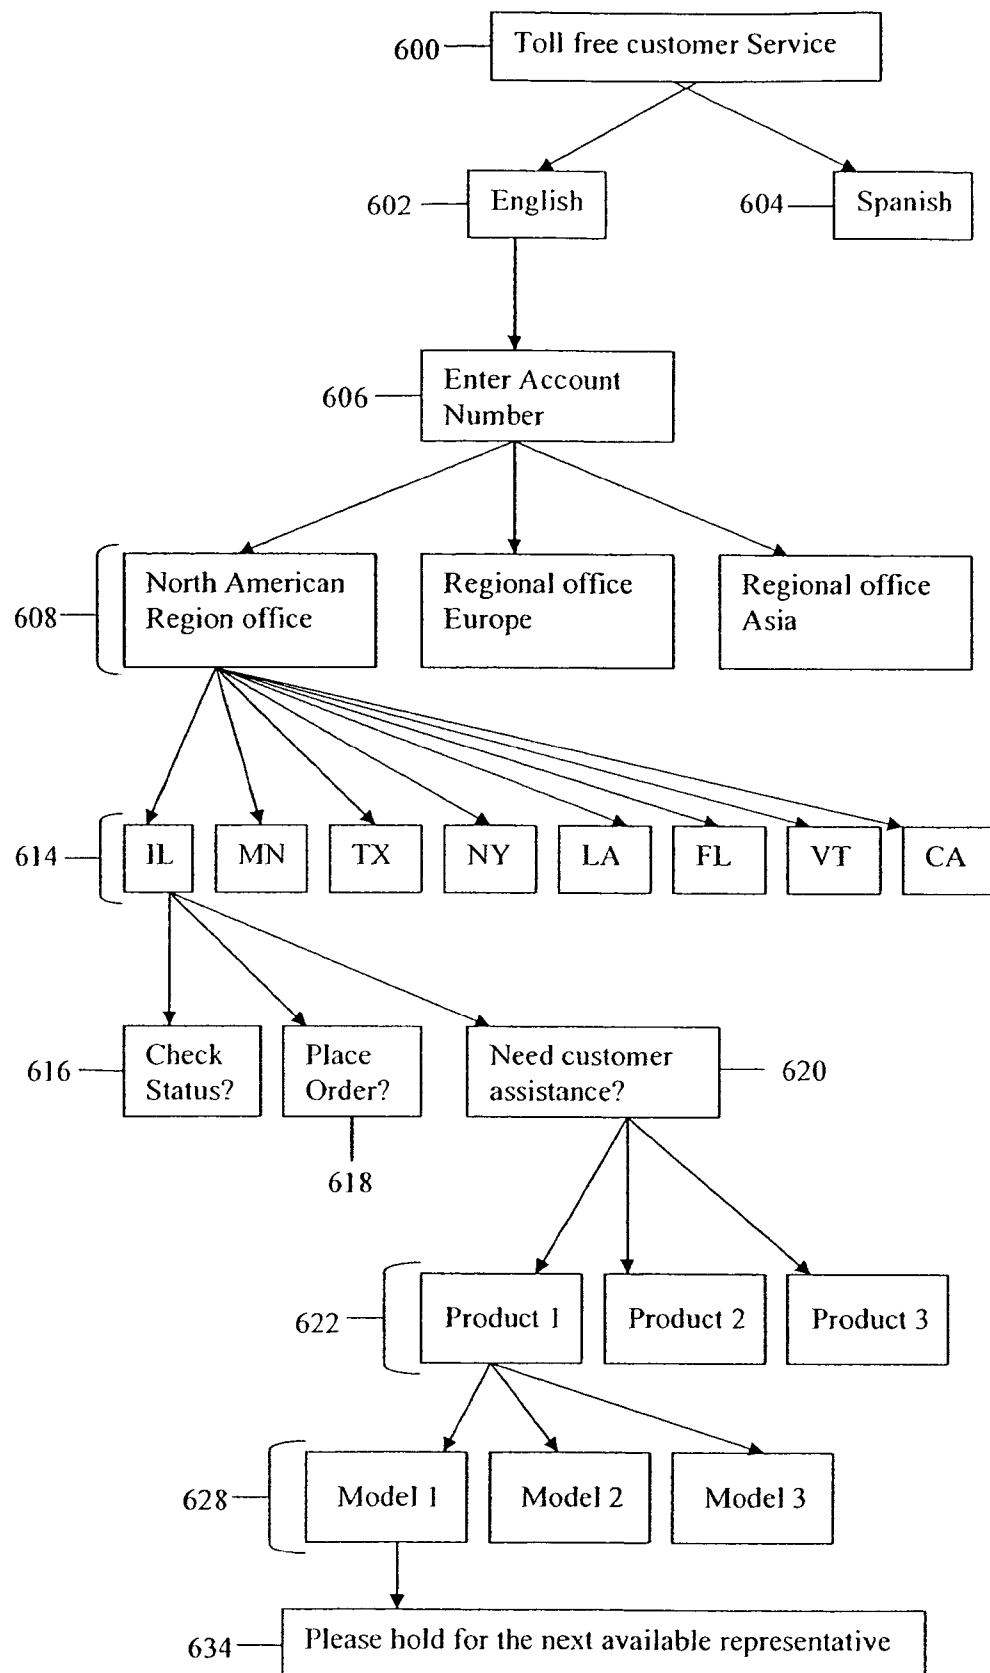 600
Toll free customer Service
602
English
604
Spanish
606
Enter Account
Number
608
North American
Region office
Regional office
Europe
Regional office
Asia
614
IL
MN
TX
NY
LA
FL
VT
CA
616
Check
Status?
Place
Order?
618
Need customer
assistance?
620
622
Product 1
Product 2
Product 3
628
Model 1
Model 2
Model 3
634
Please hold for the next available representative